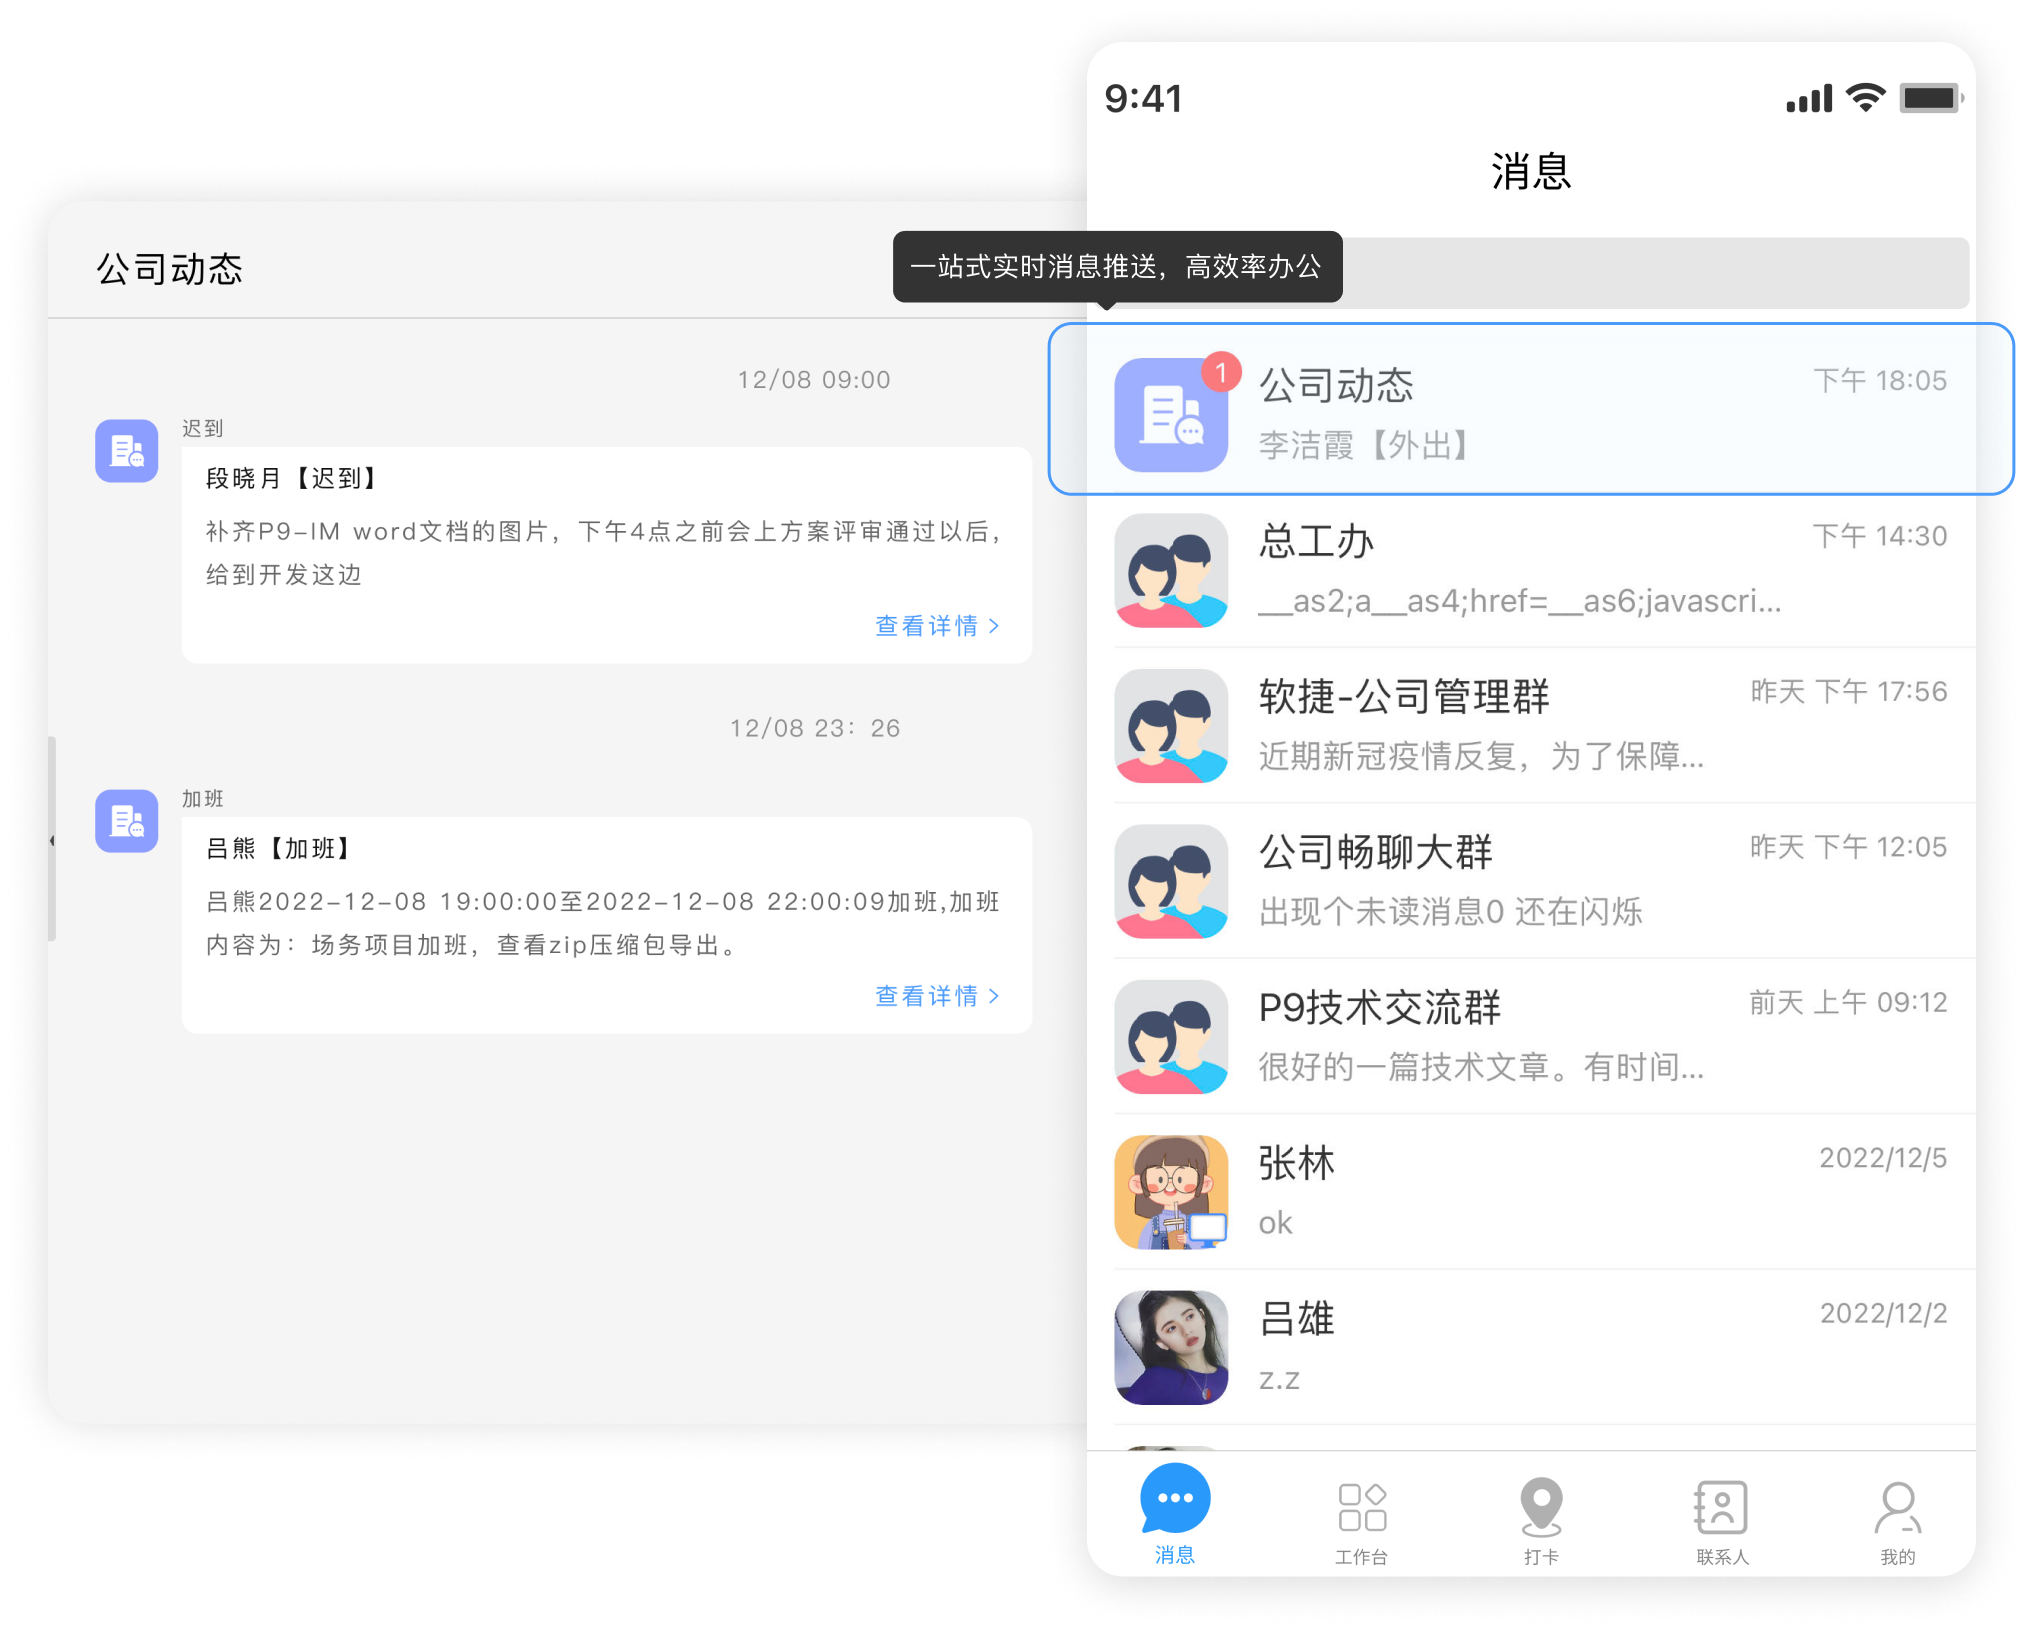 公司动态
12/08 09:00
迟到
段晓月【迟到】
补齐P9-IM word文档的图片，下午4点之前会上方案评审通过以后，
给到开发这边
查看详情 >
12/08 23：26
加班
吕熊【加班】
吕熊2022-12-08 19:00:00至2022-12-08 22:00:09加班,加班
内容为：场务项目加班，查看zip压缩包导出。
查看详情 >
9:41
消息
一站式实时消息推送，高效率办公
1
公司动态
下午 18:05
李洁霞【外出】
总工办
下午 14:30
__as2;a__as4;href=__as6;javascri...
软捷-公司管理群
昨天 下午 17:56
近期新冠疫情反复，为了保障...
公司畅聊大群
昨天 下午 12:05
出现个未读消息0 还在闪烁
P9技术交流群
前天 上午 09:12
很好的一篇技术文章。有时间...
张林
2022/12/5
ok
吕雄
2022/12/2
z.z
消息
工作台
打卡
联系人
我的